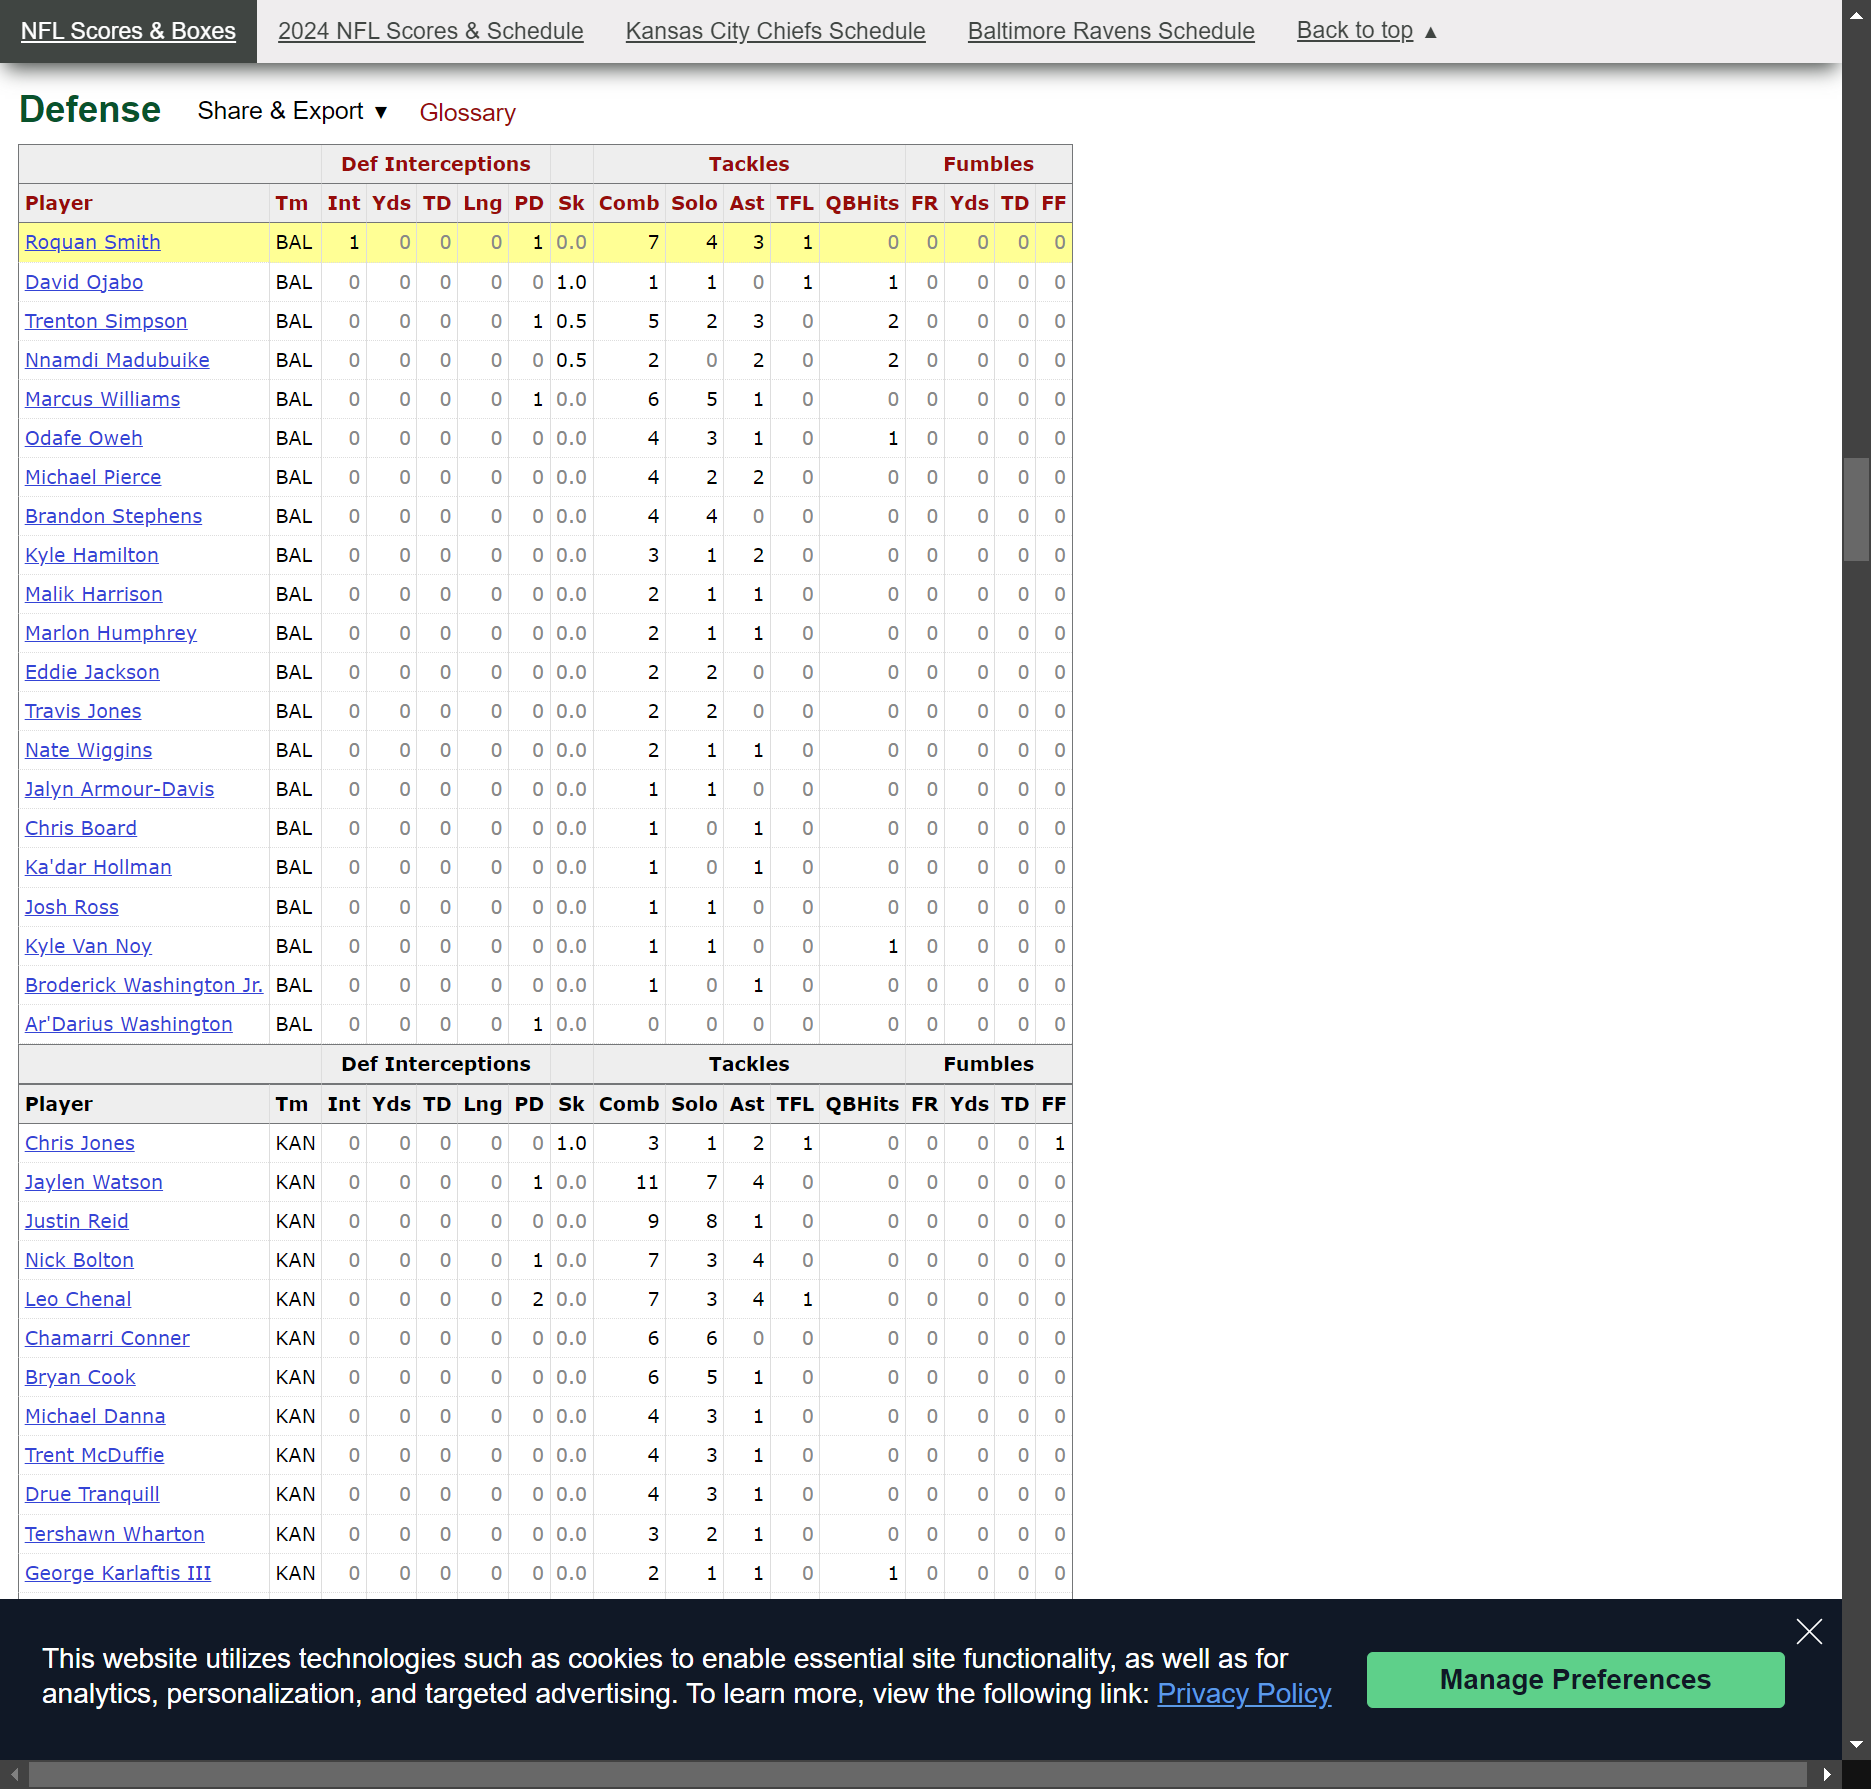 NFL Scores & Boxes 2024 NFL Scores & Schedule Kansas City Chiefs Schedule Baltimore Ravens Schedule Back to top ▲
Defense Share & Export ▼ Glossary
Def Interceptions Tackles Fumbles
Player Tm Int Yds TD Lng PD Sk Comb Solo Ast TFL QBHits FR Yds TD FF
Roquan Smith BAL 1 0 0 0 1 0.0 7 4 3 1 0 0 0 0 0
David Ojabo BAL 0 0 0 0 0 1.0 1 1 0 1 1 0 0 0 0
Trenton Simpson BAL 0 0 0 0 1 0.5 5 2 3 0 2 0 0 0 0
Nnamdi Madubuike BAL 0 0 0 0 0 0.5 2 0 2 0 2 0 0 0 0
Marcus Williams BAL 0 0 0 0 1 0.0 6 5 1 0 0 0 0 0 0
Odafe Oweh BAL 0 0 0 0 0 0.0 4 3 1 0 1 0 0 0 0
Michael Pierce BAL 0 0 0 0 0 0.0 4 2 2 0 0 0 0 0 0
Brandon Stephens BAL 0 0 0 0 0 0.0 4 4 0 0 0 0 0 0 0
Kyle Hamilton BAL 0 0 0 0 0 0.0 3 1 2 0 0 0 0 0 0
Malik Harrison BAL 0 0 0 0 0 0.0 2 1 1 0 0 0 0 0 0
Marlon Humphrey BAL 0 0 0 0 0 0.0 2 1 1 0 0 0 0 0 0
Eddie Jackson BAL 0 0 0 0 0 0.0 2 2 0 0 0 0 0 0 0
Travis Jones BAL 0 0 0 0 0 0.0 2 2 0 0 0 0 0 0 0
Nate Wiggins BAL 0 0 0 0 0 0.0 2 1 1 0 0 0 0 0 0
Jalyn Armour-Davis BAL 0 0 0 0 0 0.0 1 1 0 0 0 0 0 0 0
Chris Board BAL 0 0 0 0 0 0.0 1 0 1 0 0 0 0 0 0
Ka'dar Hollman BAL 0 0 0 0 0 0.0 1 0 1 0 0 0 0 0 0
Josh Ross BAL 0 0 0 0 0 0.0 1 1 0 0 0 0 0 0 0
Kyle Van Noy BAL 0 0 0 0 0 0.0 1 1 0 0 1 0 0 0 0
Broderick Washington Jr. BAL 0 0 0 0 0 0.0 1 0 1 0 0 0 0 0 0
Ar'Darius Washington BAL 0 0 0 0 1 0.0 0 0 0 0 0 0 0 0 0
Def Interceptions Tackles Fumbles
Player Tm Int Yds TD Lng PD Sk Comb Solo Ast TFL QBHits FR Yds TD FF
Chris Jones KAN 0 0 0 0 0 1.0 3 1 2 1 0 0 0 0 1
Jaylen Watson KAN 0 0 0 0 1 0.0 11 7 4 0 0 0 0 0 0
Justin Reid KAN 0 0 0 0 0 0.0 9 8 1 0 0 0 0 0 0
Nick Bolton KAN 0 0 0 0 1 0.0 7 3 4 0 0 0 0 0 0
Leo Chenal KAN 0 0 0 0 2 0.0 7 3 4 1 0 0 0 0 0
Chamarri Conner KAN 0 0 0 0 0 0.0 6 6 0 0 0 0 0 0 0
Bryan Cook KAN 0 0 0 0 0 0.0 6 5 1 0 0 0 0 0 0
Michael Danna KAN 0 0 0 0 0 0.0 4 3 1 0 0 0 0 0 0
Trent McDuffie KAN 0 0 0 0 0 0.0 4 3 1 0 0 0 0 0 0
Drue Tranquill KAN 0 0 0 0 0 0.0 4 3 1 0 0 0 0 0 0
Tershawn Wharton KAN 0 0 0 0 0 0.0 3 2 1 0 0 0 0 0 0
George Karlaftis III KAN 0 0 0 0 0 0.0 2 1 1 0 1 0 0 0 0
This website utilizes technologies such as cookies to enable essential site functionality, as well as for
analytics, personalization, and targeted advertising. To learn more, view the following link: Privacy Policy
Manage Preferences